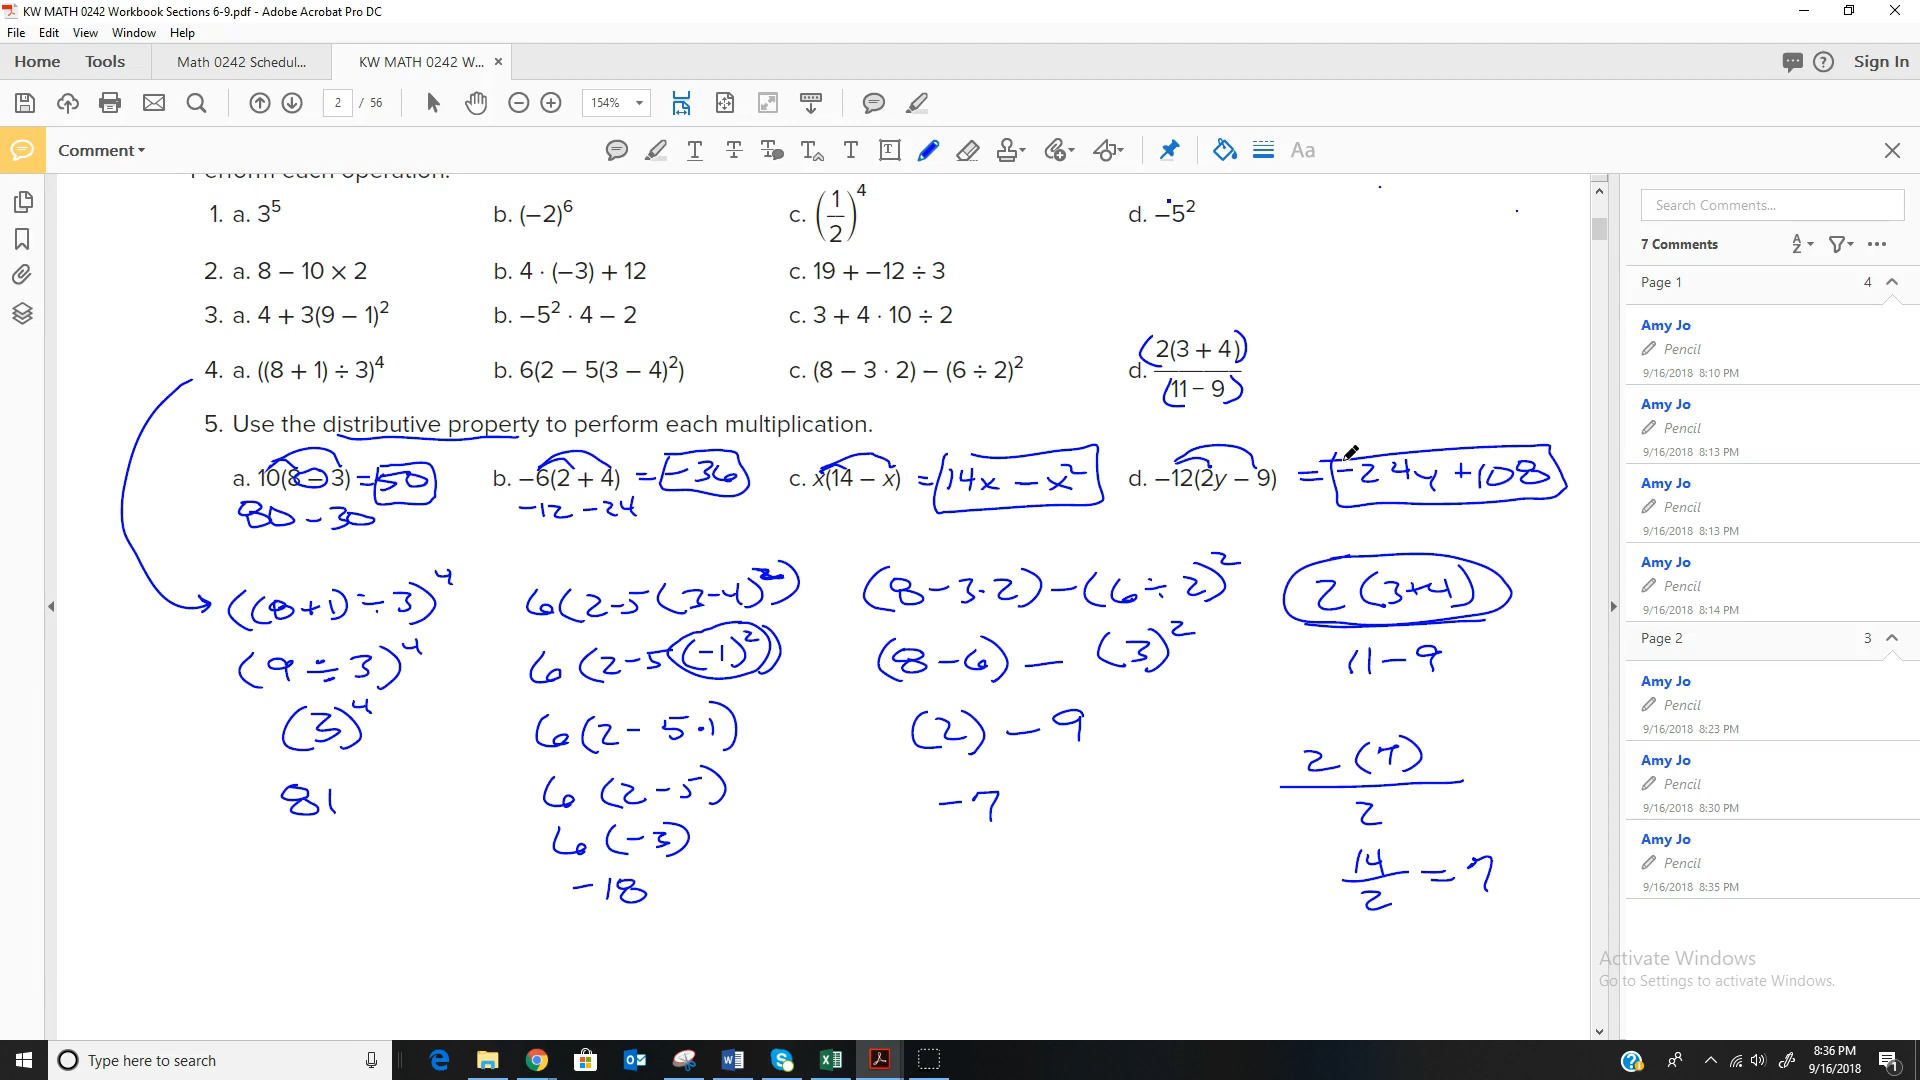 KW MATH 0242 Workbook Sections 6-9.pdf - Adobe Acrobat Pro DC
File Edit View Window Help
Home Tools Math 0242 Schedul... KW MATH 0242 W... × Sign In
2 / 56 154%
Comment Aa
Perform each operation.
1. a. 3⁵ b. (−2)⁶ c. (1/2)⁴ d. −5²
2. a. 8 − 10 × 2 b. 4 · (−3) + 12 c. 19 + −12 ÷ 3
3. a. 4 + 3(9 − 1)² b. −5² · 4 − 2 c. 3 + 4 · 10 ÷ 2
4. a. ((8 + 1) ÷ 3)⁴ b. 6(2 − 5(3 − 4)²) c. (8 − 3 · 2) − (6 ÷ 2)² d. (2(3 + 4))/(11 − 9)
5. Use the distributive property to perform each multiplication.
a. 10(8 − 3) = 50 b. −6(2 + 4) = −36 c. x(14 − x) = 14x − x² d. −12(2y − 9) = −24y + 108
80 − 30 −12 −24
((8+1) ÷ 3)⁴ 6(2−5(3−4)²) (8−3·2)−(6÷2)² 2(3+4)
(9 ÷ 3)⁴ 6(2−5((−1)²)) (8−6) − (3)² 11−9
(3)⁴ 6(2− 5·1) (2) − 9 2(7)
81 6(2−5) −7 2
6(−3) 14/2 = 7
−18
Search Comments...
7 Comments
Page 1 4
Amy Jo
Pencil
9/16/2018 8:10 PM
Amy Jo
Pencil
9/16/2018 8:13 PM
Amy Jo
Pencil
9/16/2018 8:13 PM
Amy Jo
Pencil
9/16/2018 8:14 PM
Page 2 3
Amy Jo
Pencil
9/16/2018 8:23 PM
Amy Jo
Pencil
9/16/2018 8:30 PM
Amy Jo
Pencil
9/16/2018 8:35 PM
Activate Windows
Go to Settings to activate Windows.
Type here to search
8:36 PM
9/16/2018